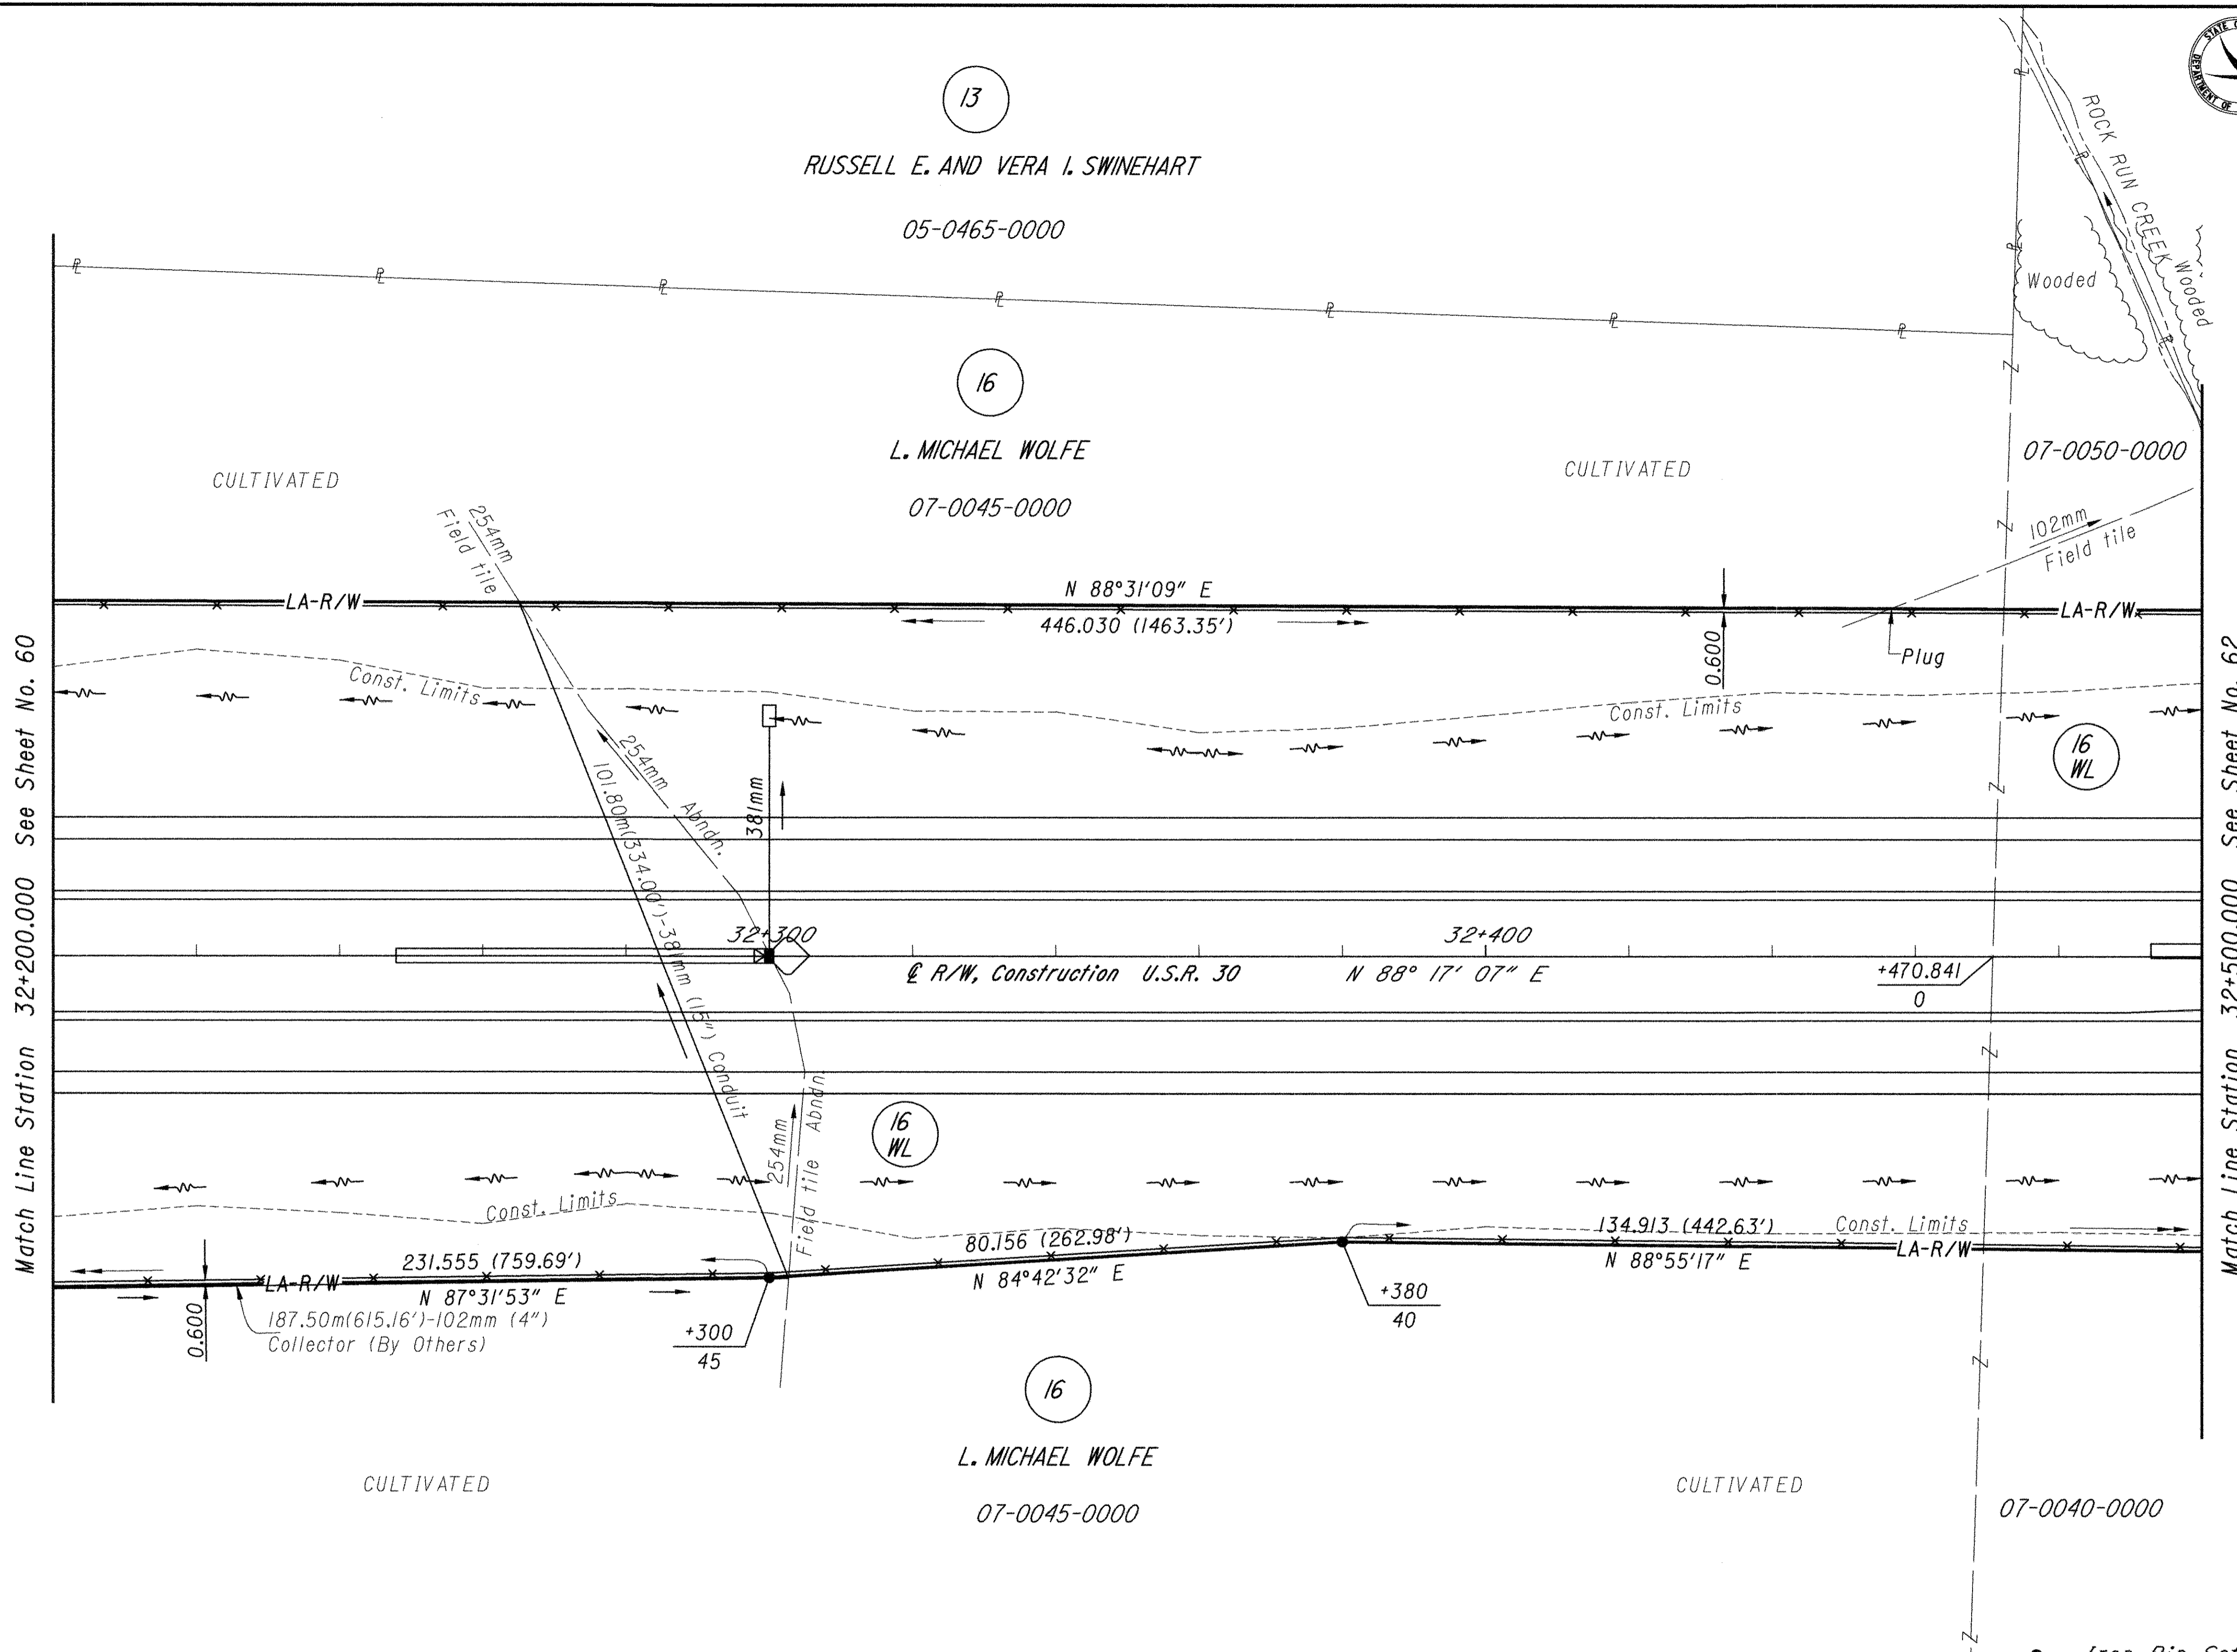 13
RUSSELL E. AND VERA I. SWINEHART
05-0465-0000
STATE
DEPARTMENT OF
ROCK RUN CREEK
Wooded
Wooded
16
L. MICHAEL WOLFE
07-0045-0000
CULTIVATED
CULTIVATED
07-0050-0000
254mm
Field tile
102mm
Field tile
LA-R/W
N 88°31'09" E
446.030 (1463.35')
LA-R/W
0.600
Plug
Const. Limits
Const. Limits
16
WL
254mm Abndn.
381mm
101.80m(334.00')-381mm (15") Conduit
Match Line Station 32+200.000 See Sheet No. 60
Match Line Station 32+500.000 See Sheet No. 62
32+300
32+400
℄ R/W, Construction U.S.R. 30 N 88° 17' 07" E
+470.841
0
16
WL
254mm
Field tile Abndn.
Const. Limits
Const. Limits
231.555 (759.69')
N 87°31'53" E
80.156 (262.98')
N 84°42'32" E
134.913 (442.63')
N 88°55'17" E
LA-R/W
LA-R/W
0.600
187.50m(615.16')-102mm (4")
Collector (By Others)
+300
45
+380
40
16
L. MICHAEL WOLFE
07-0045-0000
CULTIVATED
CULTIVATED
07-0040-0000